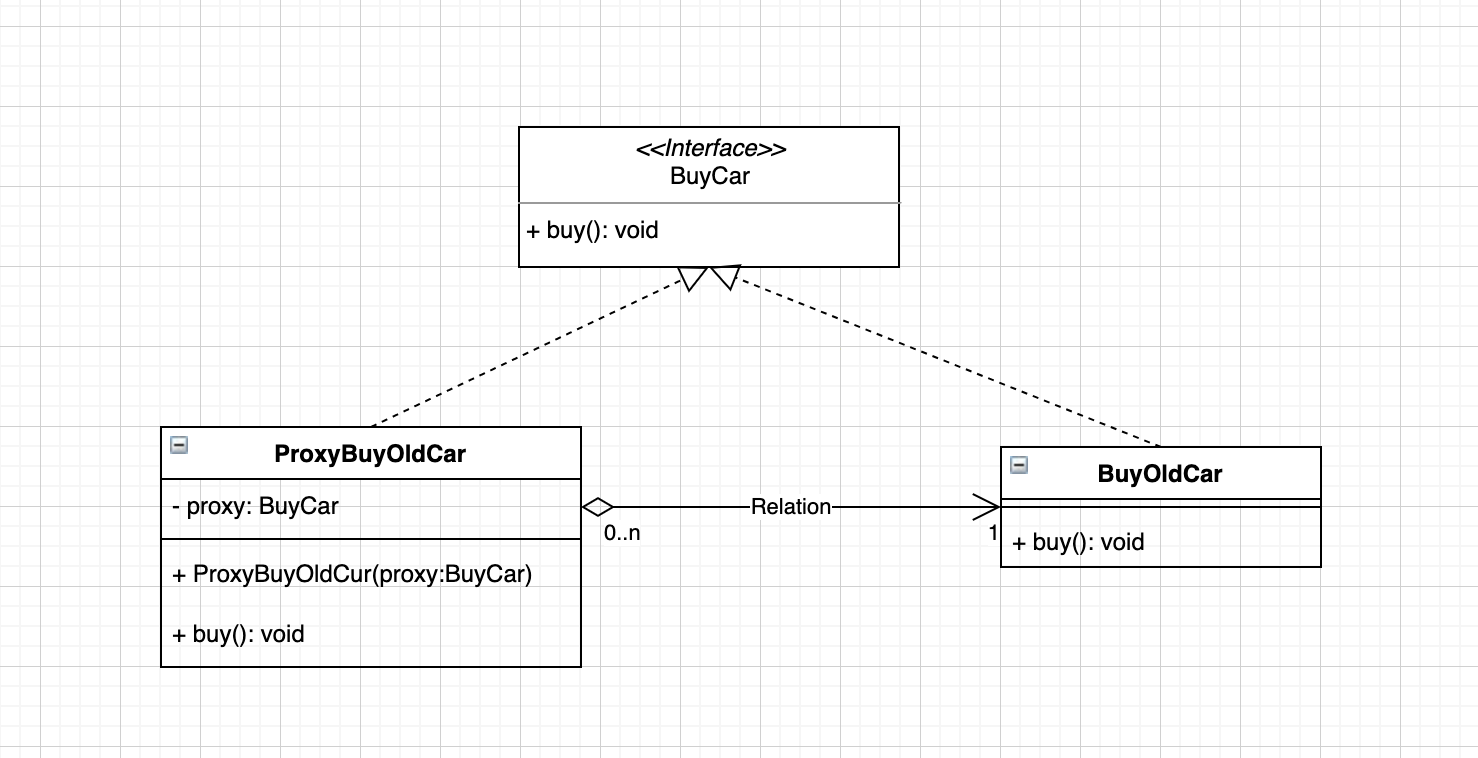 <<Interface>>
BuyCar
+ buy(): void
ProxyBuyOldCar
- proxy: BuyCar
+ ProxyBuyOldCur(proxy:BuyCar)
+ buy(): void
Relation
0..n
1
BuyOldCar
+ buy(): void